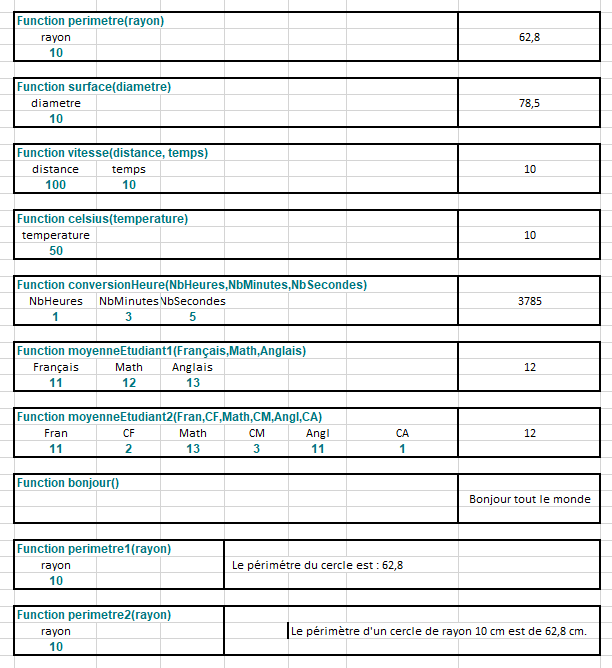 Function perimetre(rayon)
rayon 62,8
10
Function surface(diametre)
diametre 78,5
10
Function vitesse(distance, temps)
distance temps 10
100 10
Function celsius(temperature)
temperature 10
50
Function conversionHeure(NbHeures,NbMinutes,NbSecondes)
NbHeures NbMinutes NbSecondes 3785
1 3 5
Function moyenneEtudiant1(Français,Math,Anglais)
Français Math Anglais 12
11 12 13
Function moyenneEtudiant2(Fran,CF,Math,CM,Angl,CA)
Fran CF Math CM Angl CA 12
11 2 13 3 11 1
Function bonjour()
Bonjour tout le monde
Function perimetre1(rayon)
rayon Le périmétre du cercle est : 62,8
10
Function perimetre2(rayon)
rayon Le périmètre d'un cercle de rayon 10 cm est de 62,8 cm.
10